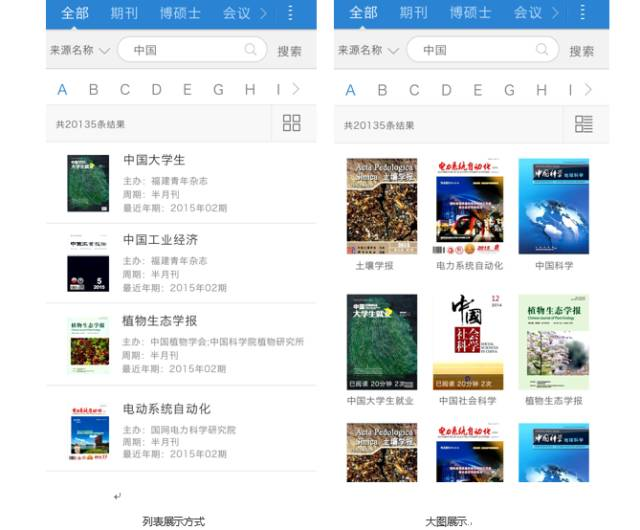 全部 期刊 博硕士 会议
来源名称 中国 搜索
A B C D E G H I
共20135条结果
中国大学生
主办：福建青年杂志
周期：半月刊
最近年期：2015年02期
中国工业经济
主办：福建青年杂志
周期：半月刊
最近年期：2015年02期
植物生态学报
主办：中国植物学会;中国科学院植物研究所
周期：半月刊
最近年期：2015年02期
电动系统自动化
主办：国网电力科学研究院
周期：半月刊
最近年期：2015年02期
列表展示方式
全部 期刊 博硕士 会议
来源名称 中国 搜索
A B C D E G H I
共20135条结果
Acta Pedologica
Sinica 土壤学报
电力系统自动化
中国科学
土壤学报 电力系统自动化 中国科学
大学生就业
12
2014
中国
社会科学
SOCIAL
SCIENCES
IN CHINA
植物生态学报
Chinese Journal of Plant Ecology
已阅读 20分钟 2次
已阅读 20分钟 2次
中国大学生就业 中国社会科学 植物生态学报
Acta Pedologica
Sinica 土壤学报
电力系统自动化
中国科学
大图展示